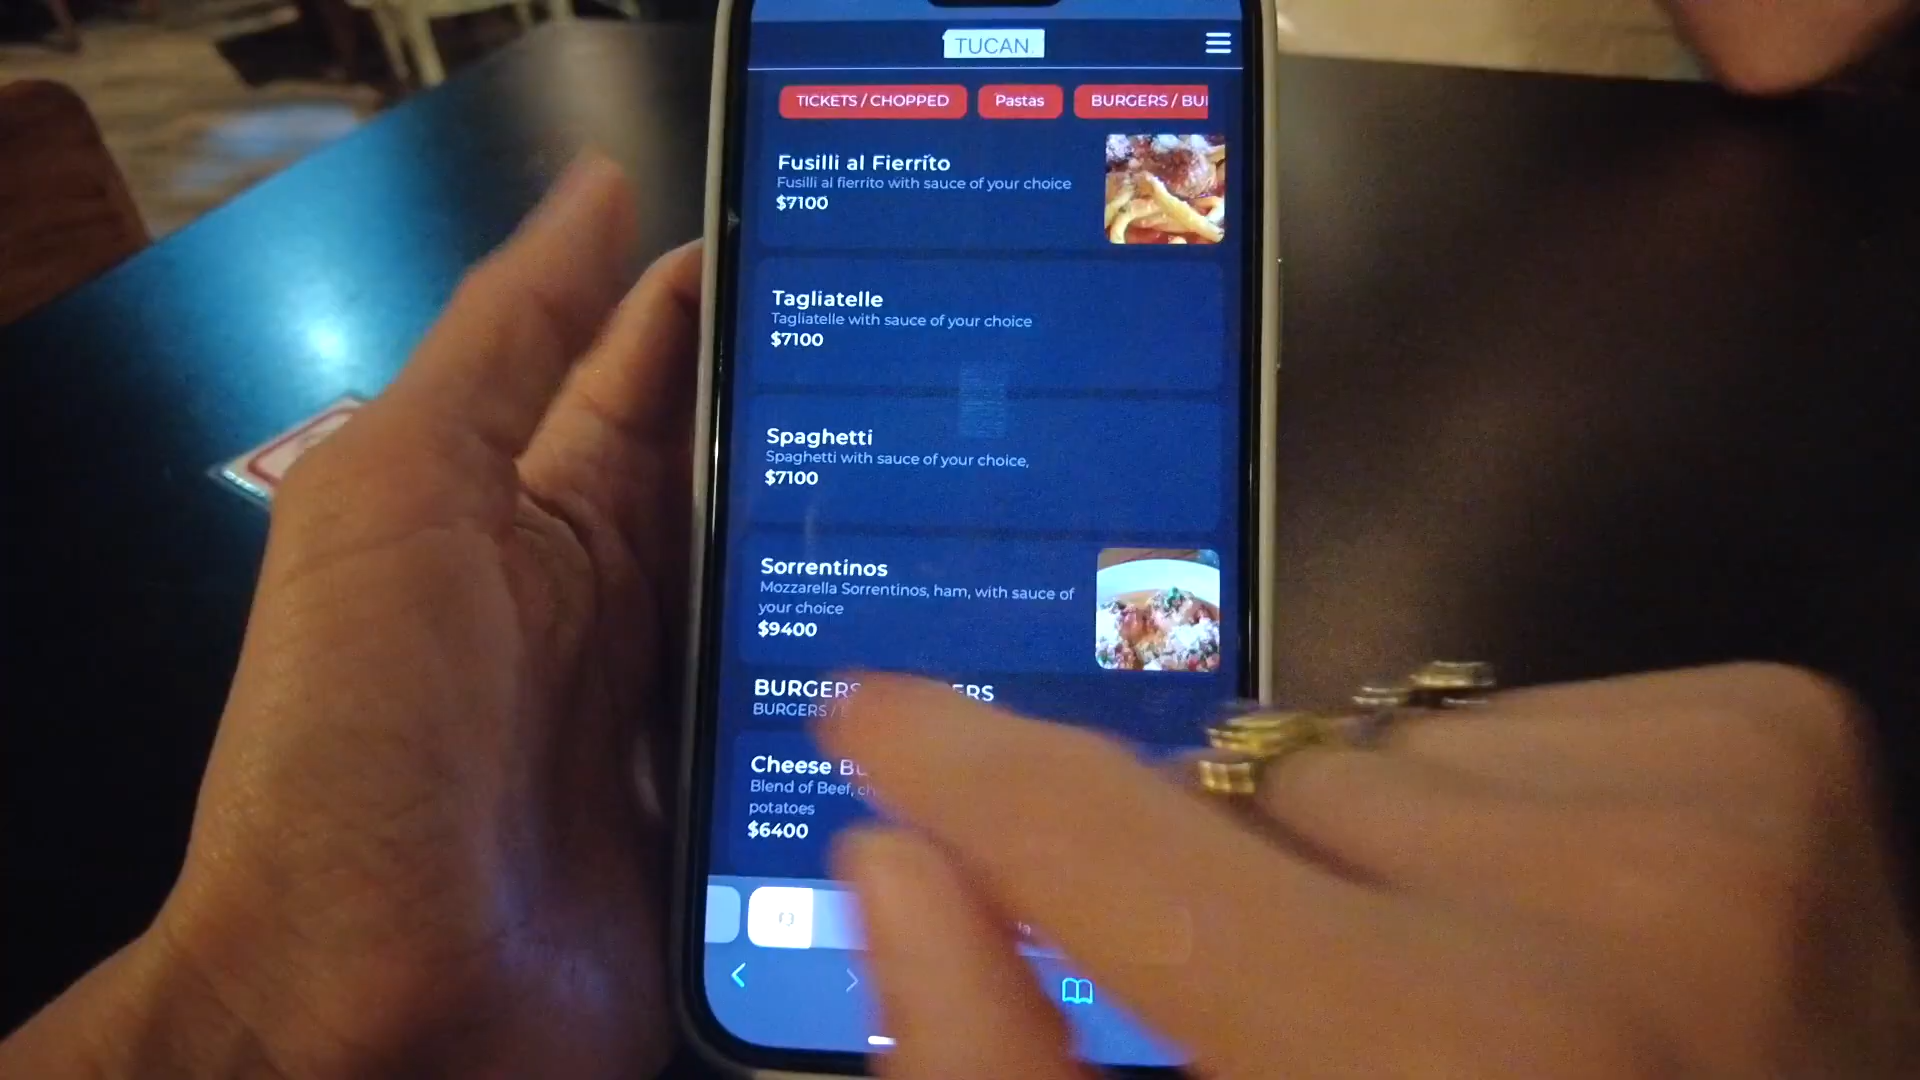 TUCAN.
TICKETS / CHOPPED
Pastas
BURGERS / BU
Fusilli al Fierrito
Fusilli al fierrito with sauce of your choice
$7100
Tagliatelle
Tagliatelle with sauce of your choice
$7100
Spaghetti
Spaghetti with sauce of your choice,
$7100
Sorrentinos
Mozzarella Sorrentinos, ham, with sauce of
your choice
$9400
BURGERS
BURGERS /
Cheese
Blend of Beef,
potatoes
$6400